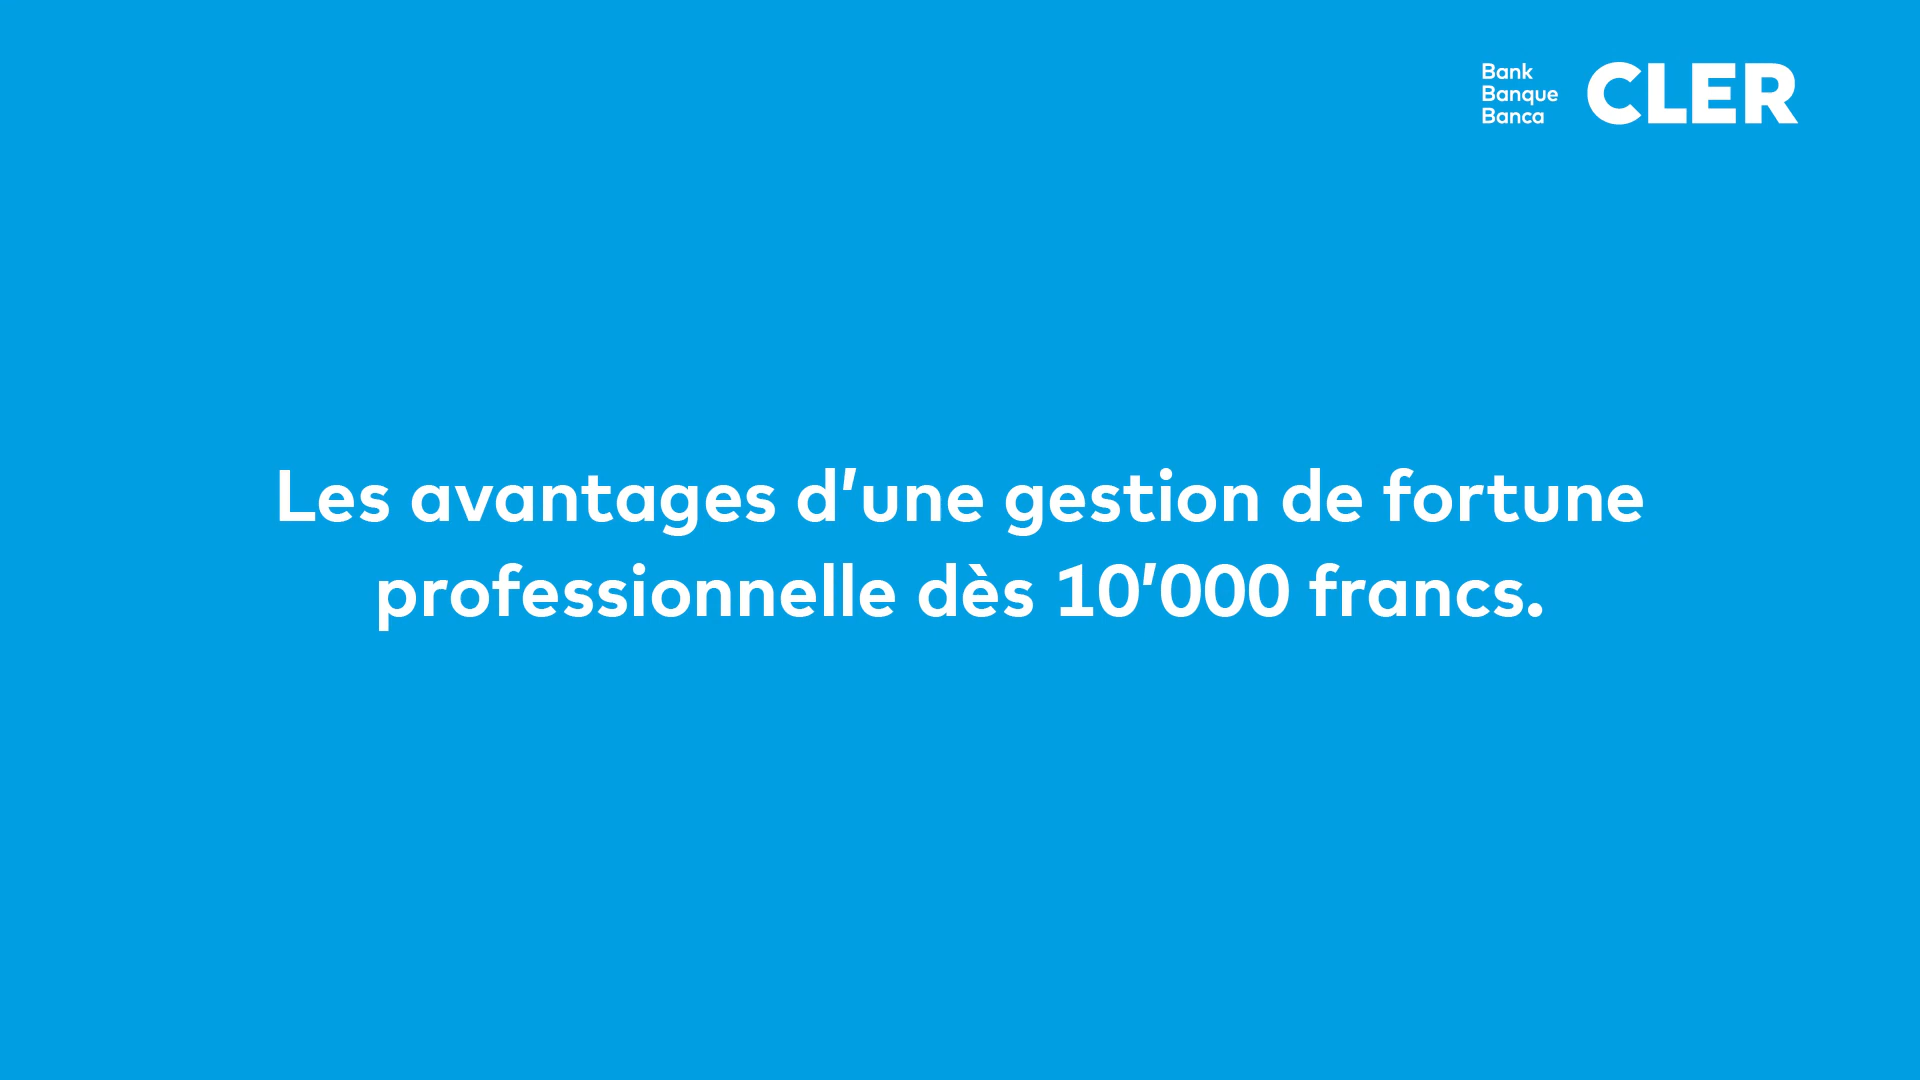 Bank
Banque
Banca
CLER
Les avantages d’une gestion de fortune
professionnelle dès 10’000 francs.